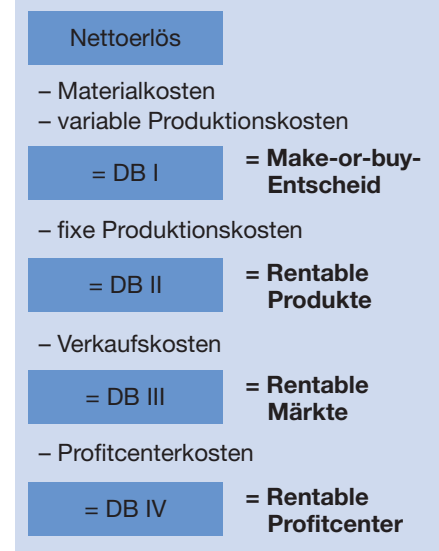 Nettoerlös
– Materialkosten
– variable Produktionskosten
= DB I
= Make-or-buy-
Entscheid
– fixe Produktionskosten
= DB II
= Rentable
Produkte
– Verkaufskosten
= DB III
= Rentable
Märkte
– Profitcenterkosten
= DB IV
= Rentable
Profitcenter